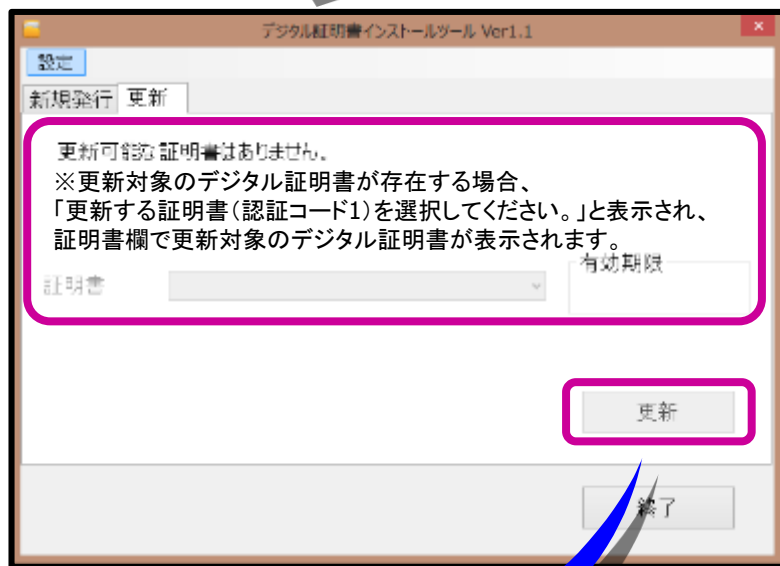 デジタル証明書インストールツール Ver1.1
設定
新規発行 更新
更新可能な証明書はありません。
※更新対象のデジタル証明書が存在する場合、
「更新する証明書(認証コード1)を選択してください。」と表示され、
証明書欄で更新対象のデジタル証明書が表示されます。
有効期限
証明書
更新
終了